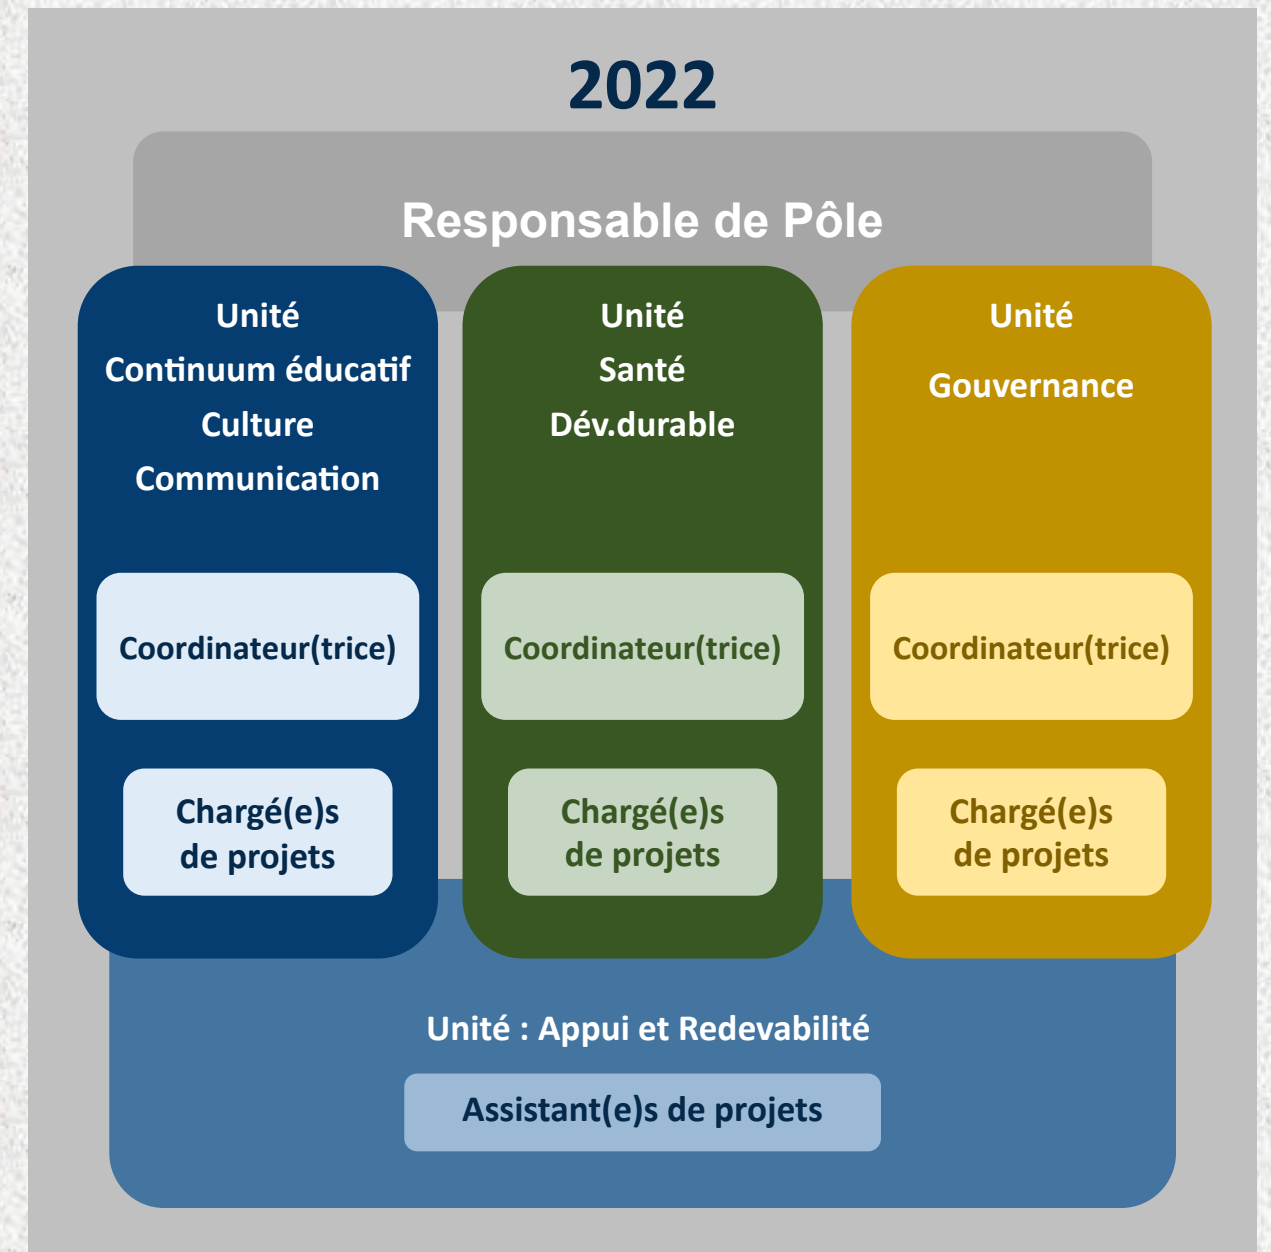 2022
Responsable de Pôle
Unité
Continuum éducatif
Culture
Communication
Coordinateur(trice)
Chargé(e)s
de projets
Unité
Santé
Dév.durable
Coordinateur(trice)
Chargé(e)s
de projets
Unité
Gouvernance
Coordinateur(trice)
Chargé(e)s
de projets
Unité : Appui et Redevabilité
Assistant(e)s de projets